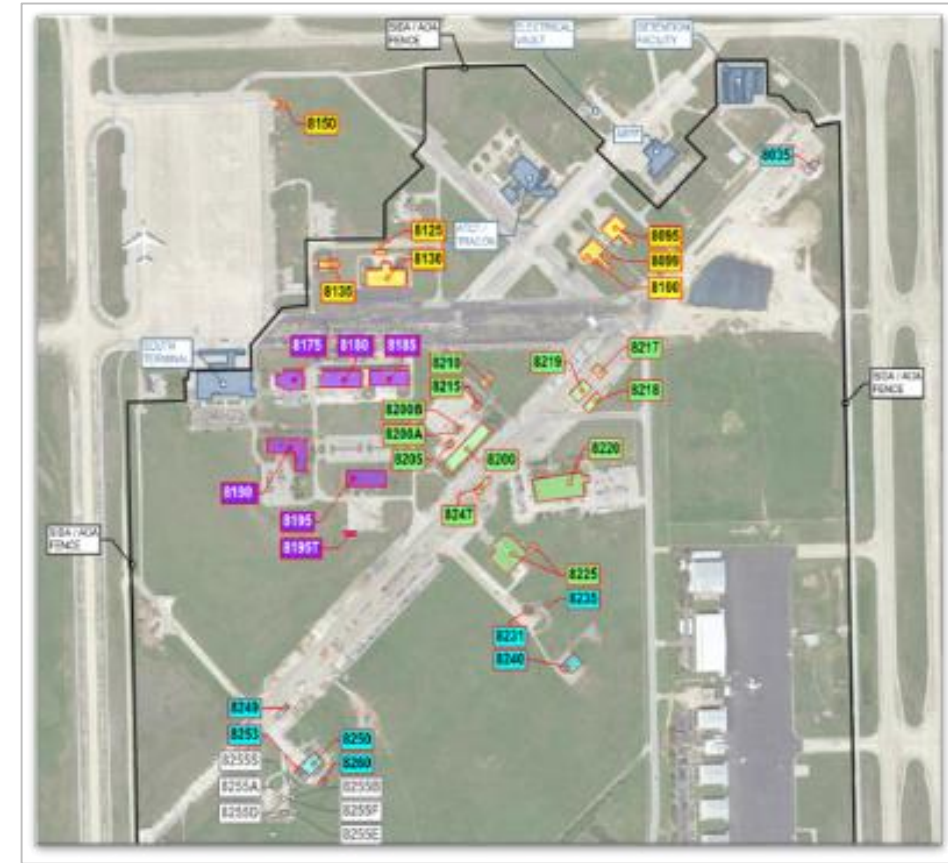 SIDA / AOA
FENCE
ELECTRICAL
VAULT
DETENTION
FACILITY
8150
ARFF
8035
ATCT /
TRACON
8125
8130
8135
8095
8099
8100
SOUTH
TERMINAL
8175
8180
8185
8210
8215
8219
8217
8218
8200B
8200A
8205
8200
8220
8190
8247
8195
8195T
SIDA / AOA
FENCE
SIDA / AOA
FENCE
8225
8235
8231
8240
8249
8253
8250
8260
8255S
8255A
8255D
8255B
8255F
8255E